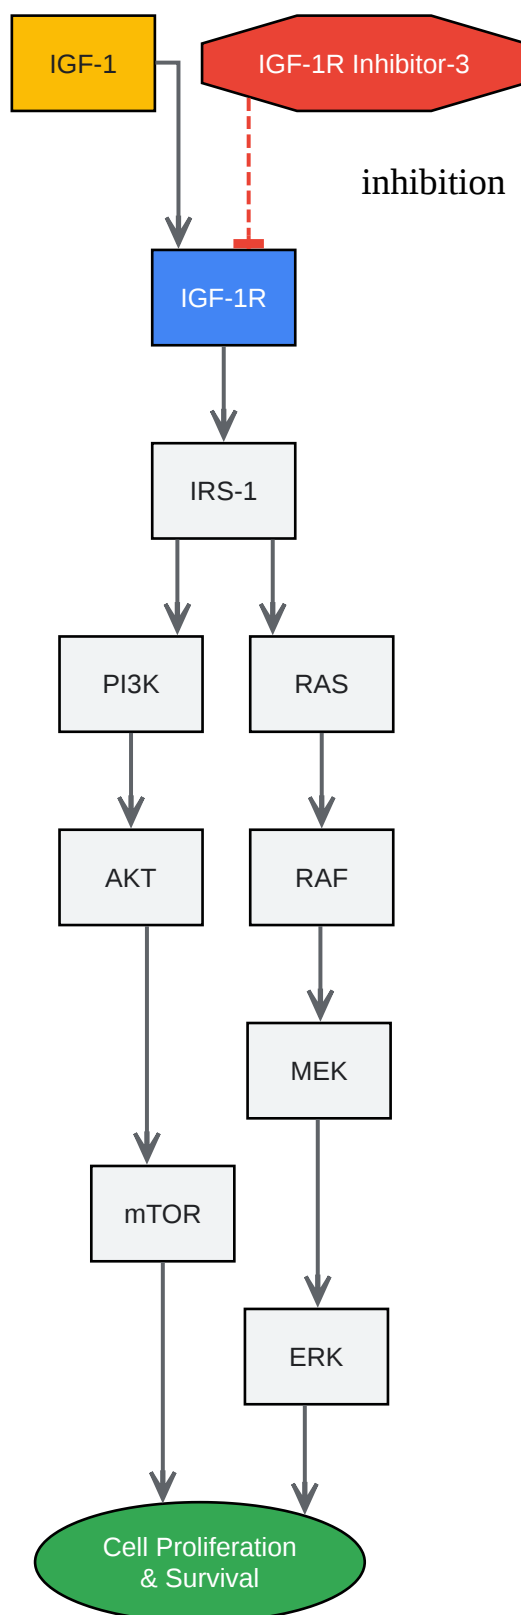 IGF-1
IGF-1R Inhibitor-3
inhibition
IGF-1R
IRS-1
PI3K
RAS
AKT
RAF
MEK
mTOR
ERK
Cell Proliferation
& Survival